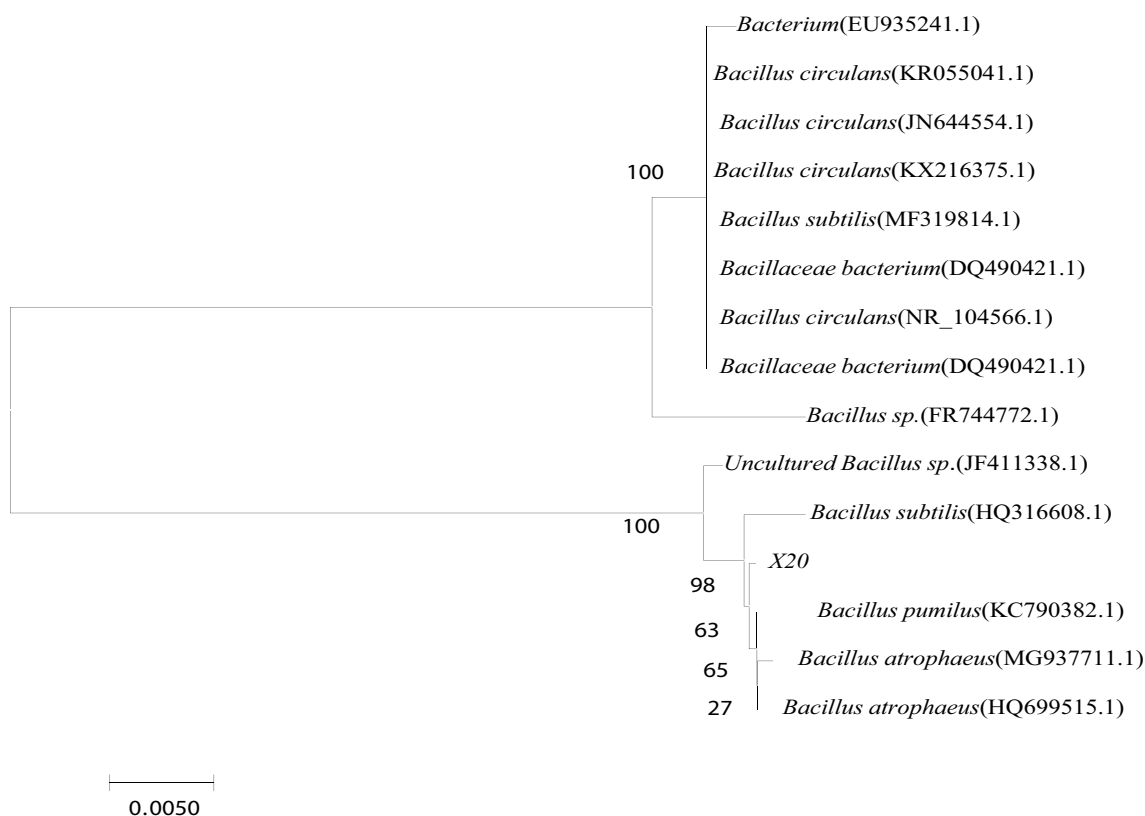 Bacterium(EU935241.1)
Bacillus circulans(KR055041.1)
Bacillus circulans(JN644554.1)
100
Bacillus circulans(KX216375.1)
Bacillus subtilis(MF319814.1)
Bacillaceae bacterium(DQ490421.1)
Bacillus circulans(NR_104566.1)
Bacillaceae bacterium(DQ490421.1)
Bacillus sp.(FR744772.1)
Uncultured Bacillus sp.(JF411338.1)
Bacillus subtilis(HQ316608.1)
100
X20
98
Bacillus pumilus(KC790382.1)
63
Bacillus atrophaeus(MG937711.1)
65
Bacillus atrophaeus(HQ699515.1)
27
0.0050